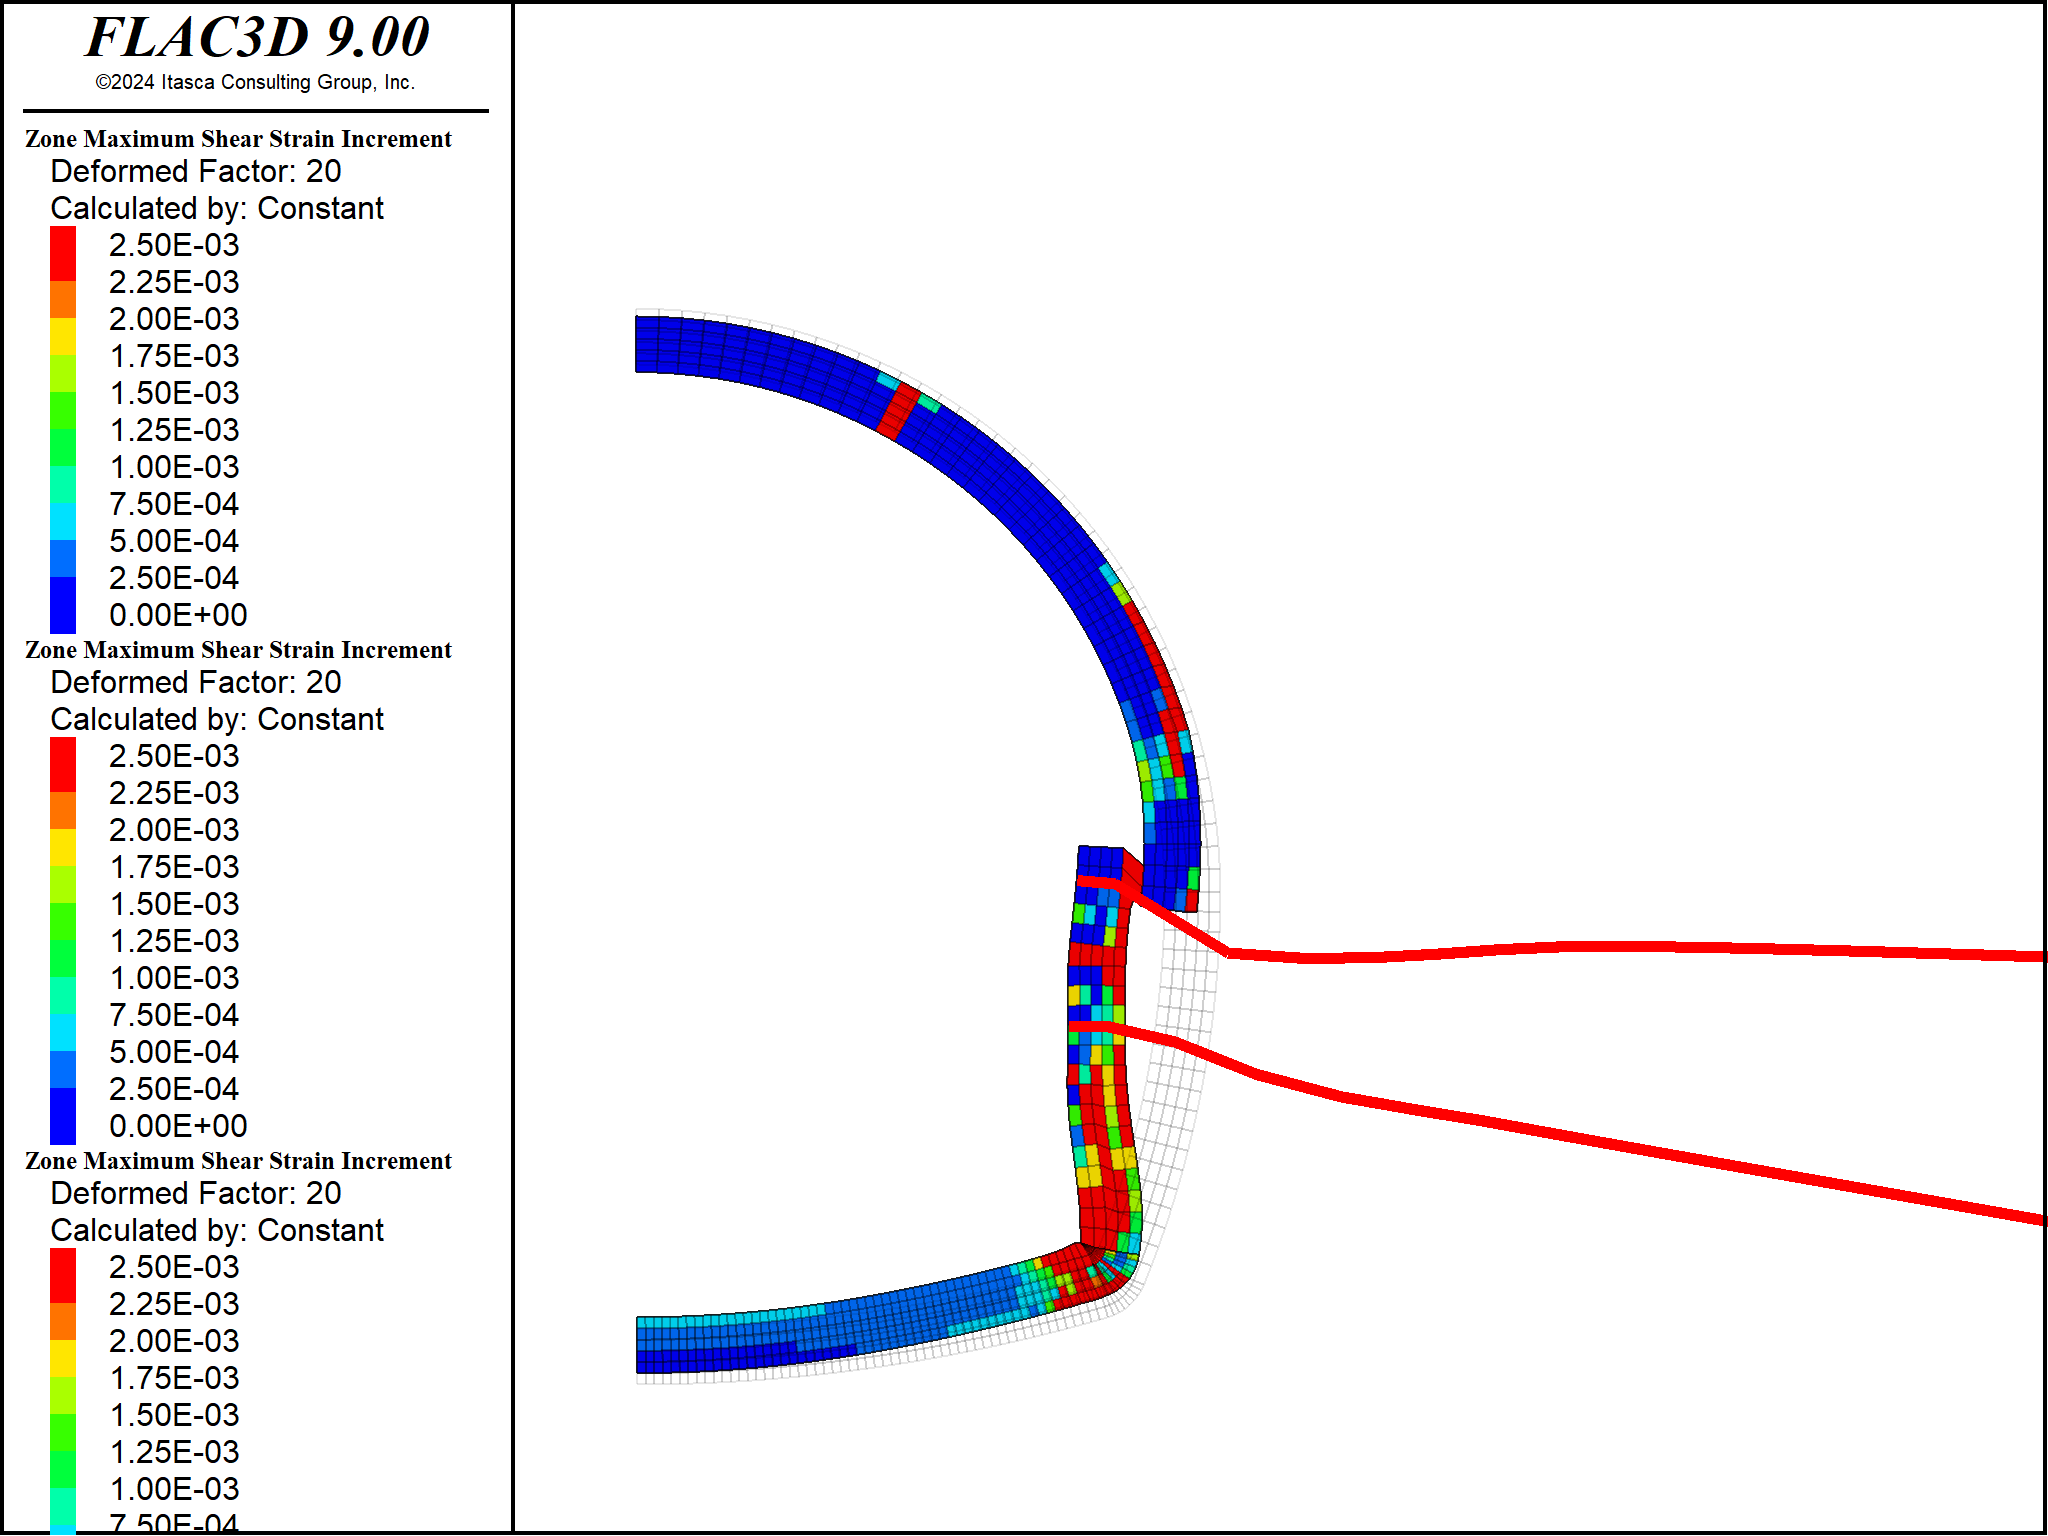 FLAC3D 9.00
©2024 Itasca Consulting Group, Inc.
Zone Maximum Shear Strain Increment
Deformed Factor: 20
Calculated by: Constant
2.50E-03
2.25E-03
2.00E-03
1.75E-03
1.50E-03
1.25E-03
1.00E-03
7.50E-04
5.00E-04
2.50E-04
0.00E+00
Zone Maximum Shear Strain Increment
Deformed Factor: 20
Calculated by: Constant
2.50E-03
2.25E-03
2.00E-03
1.75E-03
1.50E-03
1.25E-03
1.00E-03
7.50E-04
5.00E-04
2.50E-04
0.00E+00
Zone Maximum Shear Strain Increment
Deformed Factor: 20
Calculated by: Constant
2.50E-03
2.25E-03
2.00E-03
1.75E-03
1.50E-03
1.25E-03
1.00E-03
7.50E-04